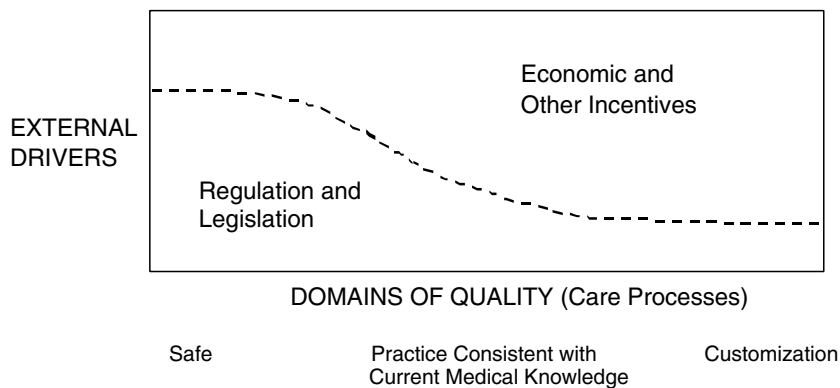 Economic and
Other Incentives
EXTERNAL
DRIVERS
Regulation and
Legislation
DOMAINS OF QUALITY (Care Processes)
Safe
Practice Consistent with
Current Medical Knowledge
Customization